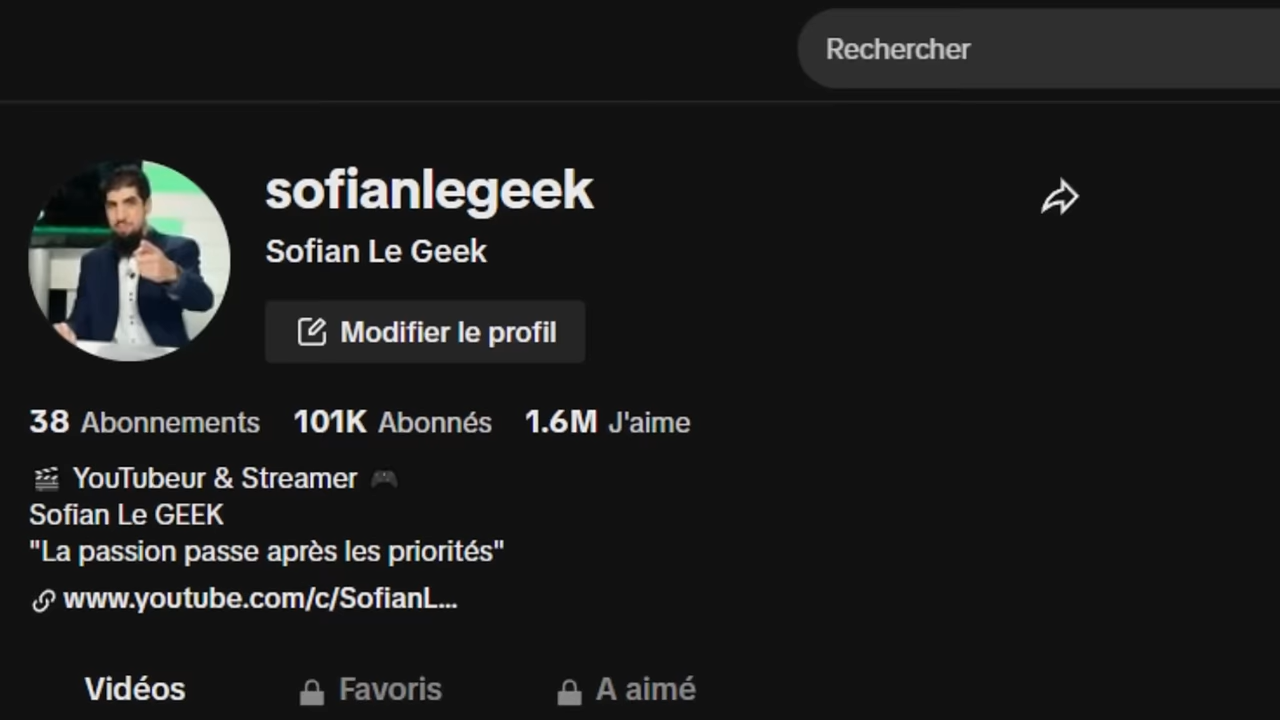 Rechercher
sofianlegeek
Sofian Le Geek
Modifier le profil
38 Abonnements 101K Abonnés 1.6M J'aime
🎬 YouTubeur & Streamer 🎮
Sofian Le GEEK
"La passion passe après les priorités"
www.youtube.com/c/SofianL...
Vidéos Favoris A aimé